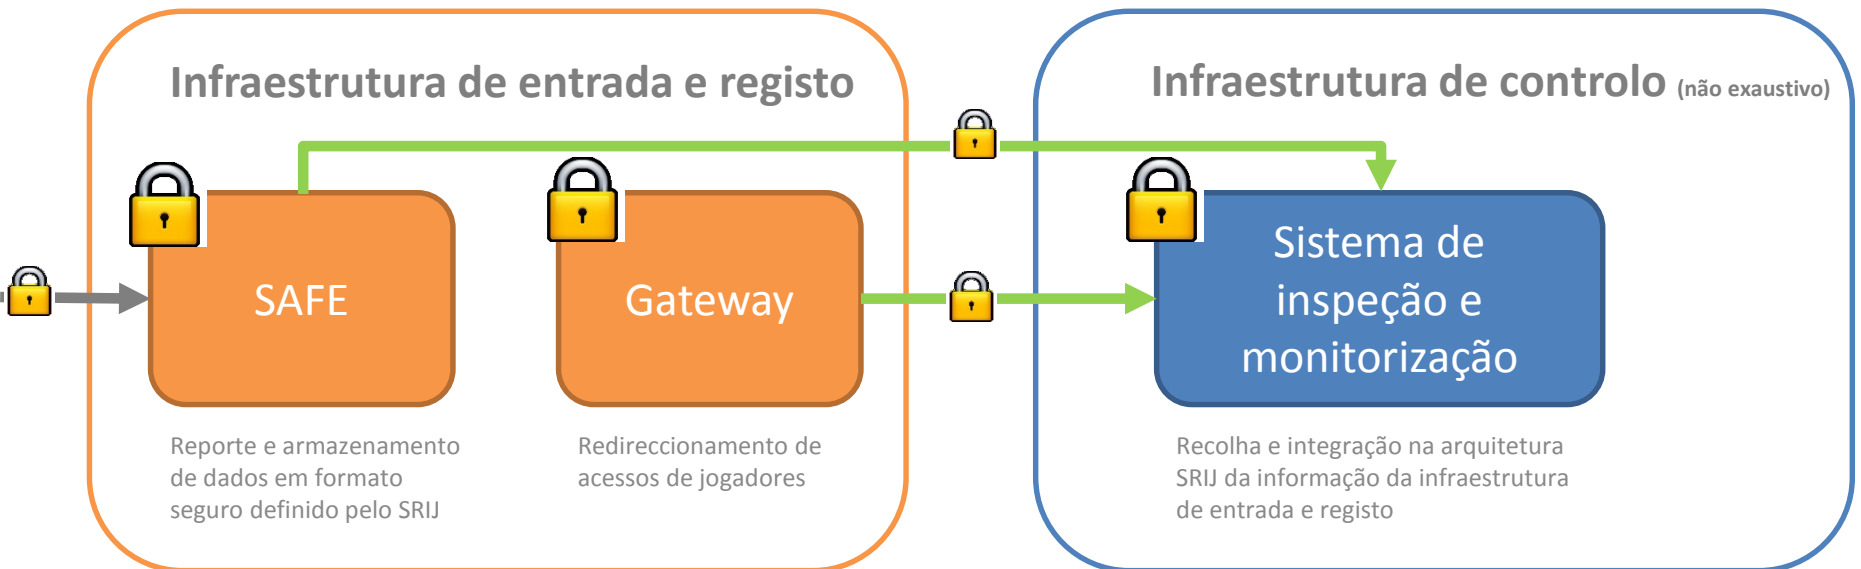 Infraestrutura de entrada e registo
Infraestrutura de controlo (não exaustivo)
SAFE
Gateway
Sistema de
inspeção e
monitorização
Reporte e armazenamento
de dados em formato
seguro definido pelo SRIJ
Redireccionamento de
acessos de jogadores
Recolha e integração na arquitetura
SRIJ da informação da infraestrutura
de entrada e registo